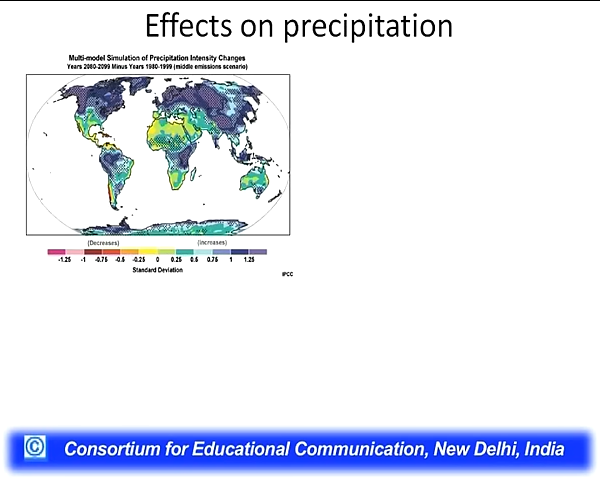 Effects on precipitation
Multi-model Simulation of Precipitation Intensity Changes
Years 2080-2099 Minus Years 1980-1999 (middle emissions scenario)
(Decreases) (Increases)
-1.25 -1 -0.75 -0.5 -0.25 0 0.25 0.5 0.75 1 1.25
Standard Deviation
IPCC
© Consortium for Educational Communication, New Delhi, India